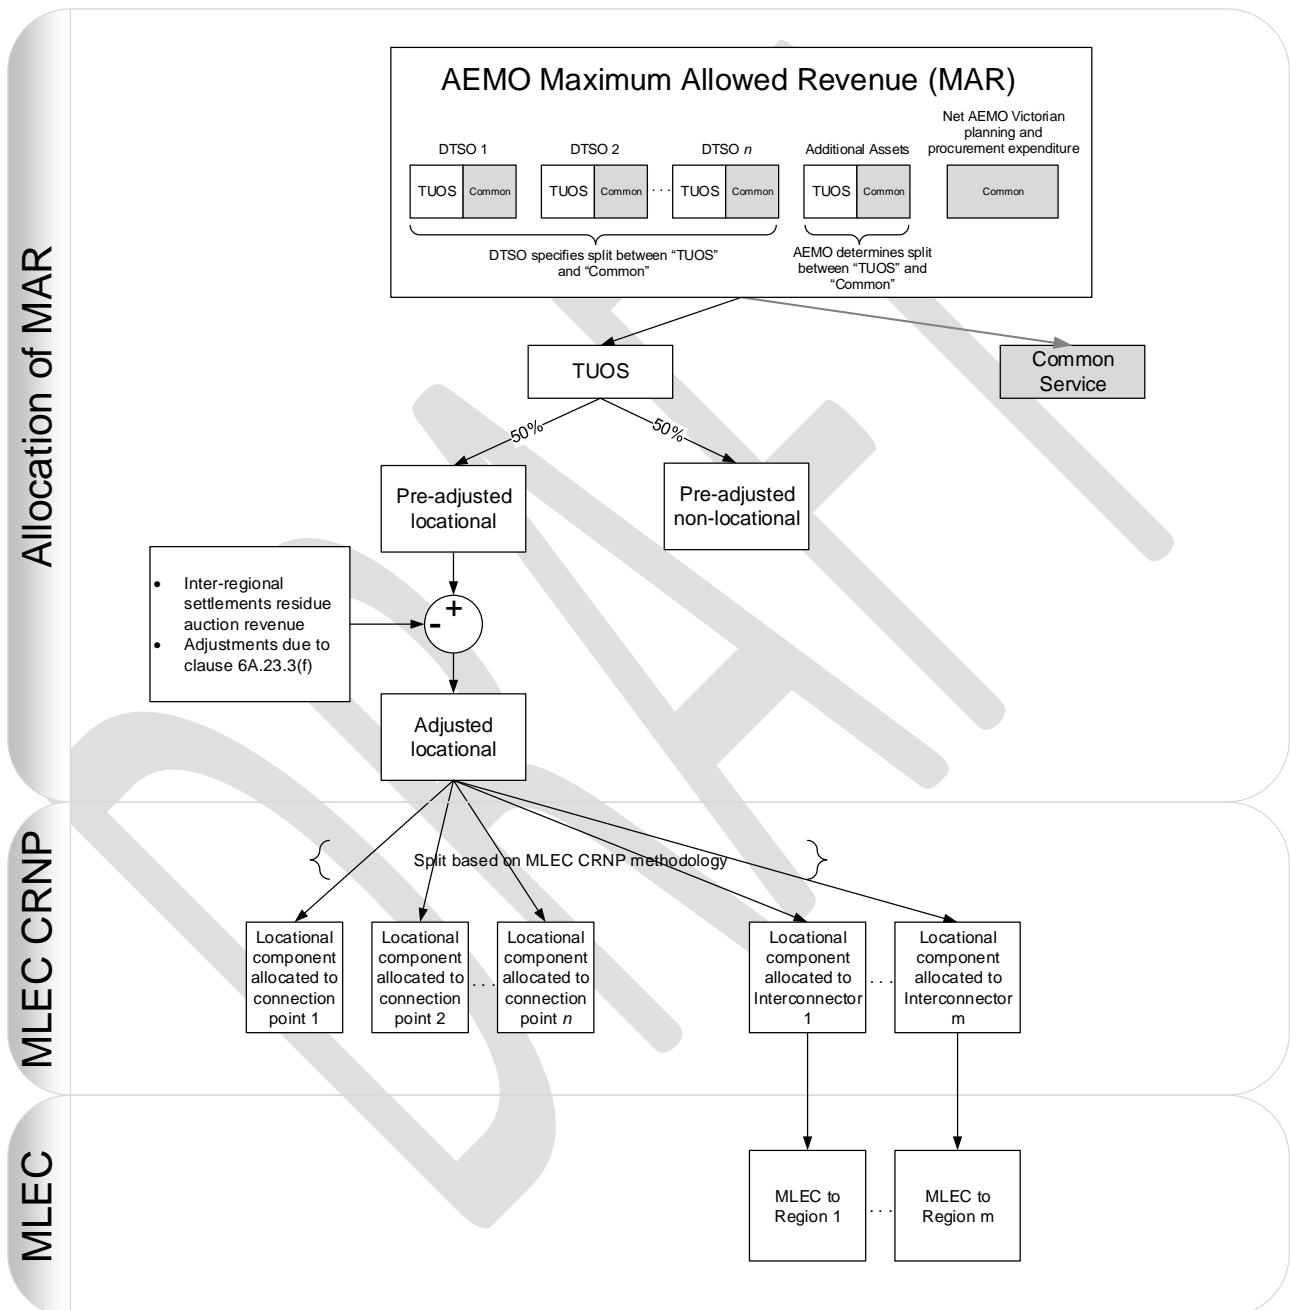 AEMO Maximum Allowed Revenue (MAR)
Net AEMO Victorian
planning and
procurement expenditure
DTSO 1
DTSO 2
DTSO n
Additional Assets
TUOS
Common
TUOS
Common
. . .
TUOS
Common
TUOS
Common
Common
DTSO specifies split between “TUOS”
and “Common”
AEMO determines split
between “TUOS” and
“Common”
Allocation of MAR
TUOS
Common
Service
50%
50%
Pre-adjusted
locational
Pre-adjusted
non-locational
• Inter-regional
settlements residue
auction revenue
• Adjustments due to
clause 6A.23.3(f)
+
-
Adjusted
locational
MLEC CRNP
{ Split based on MLEC CRNP methodology }
Locational
component
allocated to
connection
point 1
Locational
component
allocated to
connection
point 2
. . .
Locational
component
allocated to
connection
point n
Locational
component
allocated to
Interconnector
1
. . .
Locational
component
allocated to
Interconnector
m
MLEC
MLEC to
Region 1
. . .
MLEC to
Region m
DRAFT